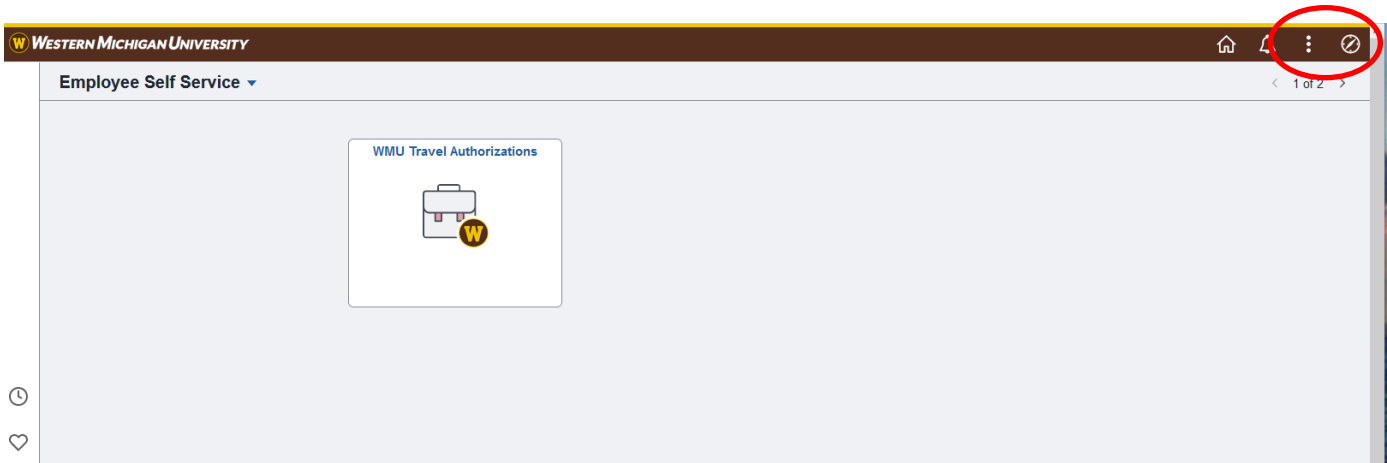 W WESTERN MICHIGAN UNIVERSITY
Employee Self Service
1 of 2
WMU Travel Authorizations
W